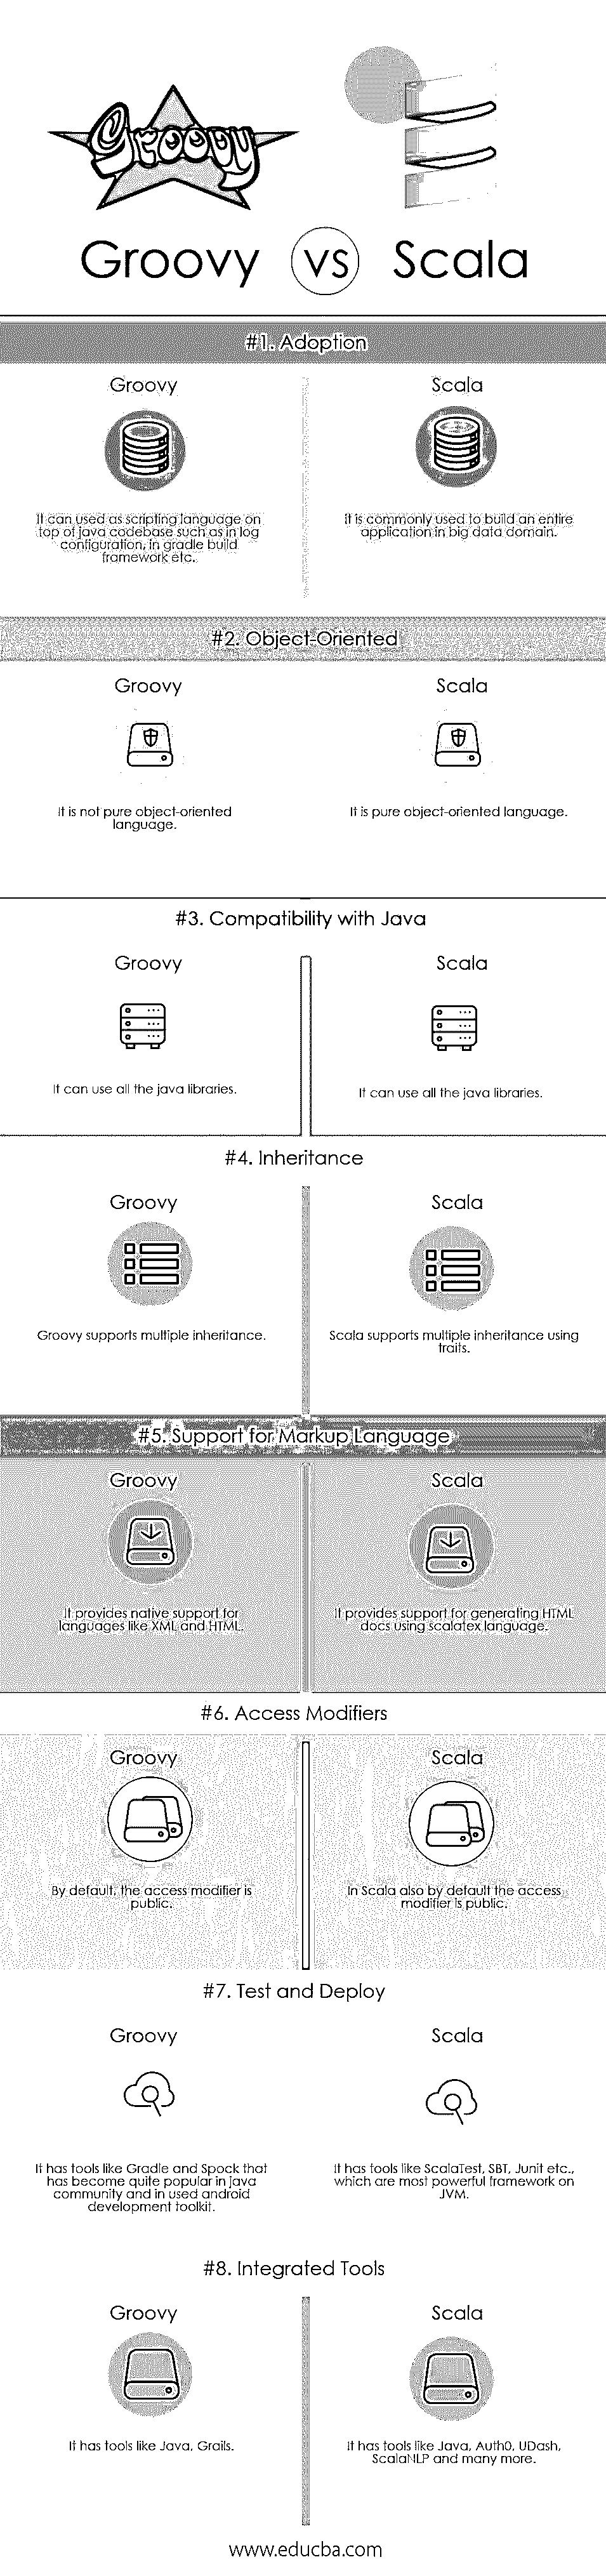 Groovy
Groovy vs Scala
#1. Adoption
Groovy
It can used as scripting language on
top of java codebase such as in log
configuration, in gradle build
framework etc.
Scala
It is commonly used to build an entire
application in big data domain.
#2. Object-Oriented
Groovy
It is not pure object-oriented
language.
Scala
It is pure object-oriented language.
#3. Compatibility with Java
Groovy
It can use all the java libraries.
Scala
It can use all the java libraries.
#4. Inheritance
Groovy
Groovy supports multiple inheritance.
Scala
Scala supports multiple inheritance using
traits.
#5. Support for Markup Language
Groovy
It provides native support for
languages like XML and HTML.
Scala
It provides support for generating HTML
docs using scalatex language.
#6. Access Modifiers
Groovy
By default, the access modifier is
public.
Scala
In Scala also by default the access
modifier is public.
#7. Test and Deploy
Groovy
It has tools like Gradle and Spock that
has become quite popular in java
community and in used android
development toolkit.
Scala
It has tools like ScalaTest, SBT, Junit etc.,
which are most powerful framework on
JVM.
#8. Integrated Tools
Groovy
It has tools like Java, Grails.
Scala
It has tools like Java, Auth0, UDash,
ScalaNLP and many more.
www.educba.com